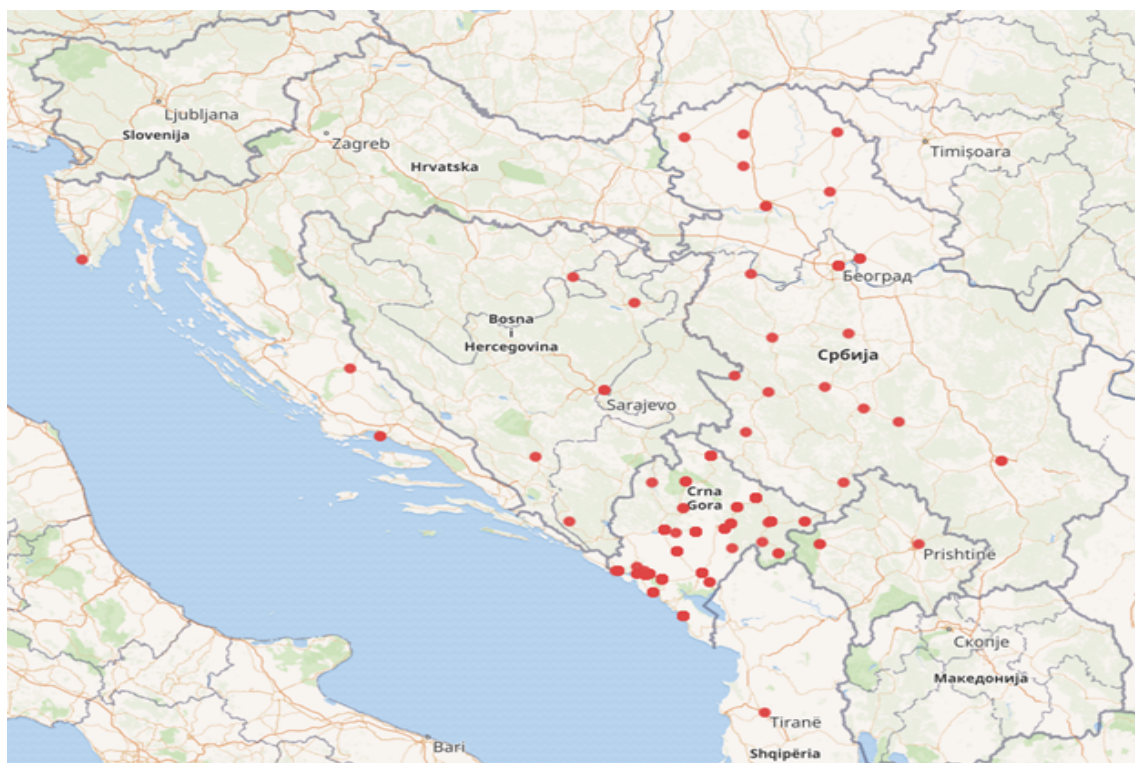 Ljubljana
Slovenija
Zagreb
Hrvatska
Timișoara
Београд
Bosna
i
Hercegovina
Србија
Sarajevo
Crna
Gora
Prishtinë
Скопје
Македонија
Tiranë
Bari
Shqipëria